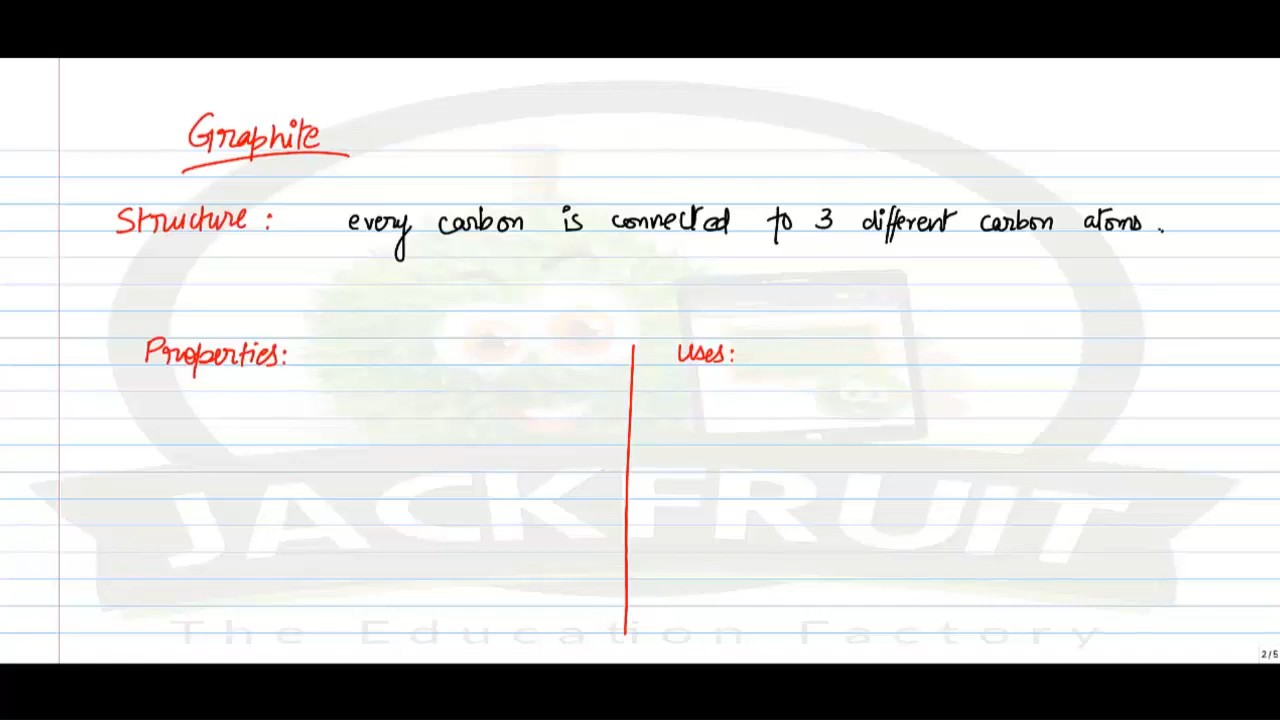 Graphite
Structure: every carbon is connected to 3 different carbon atoms.
Properties:
Uses:
JACKFRUIT
The Education Factory
2/5